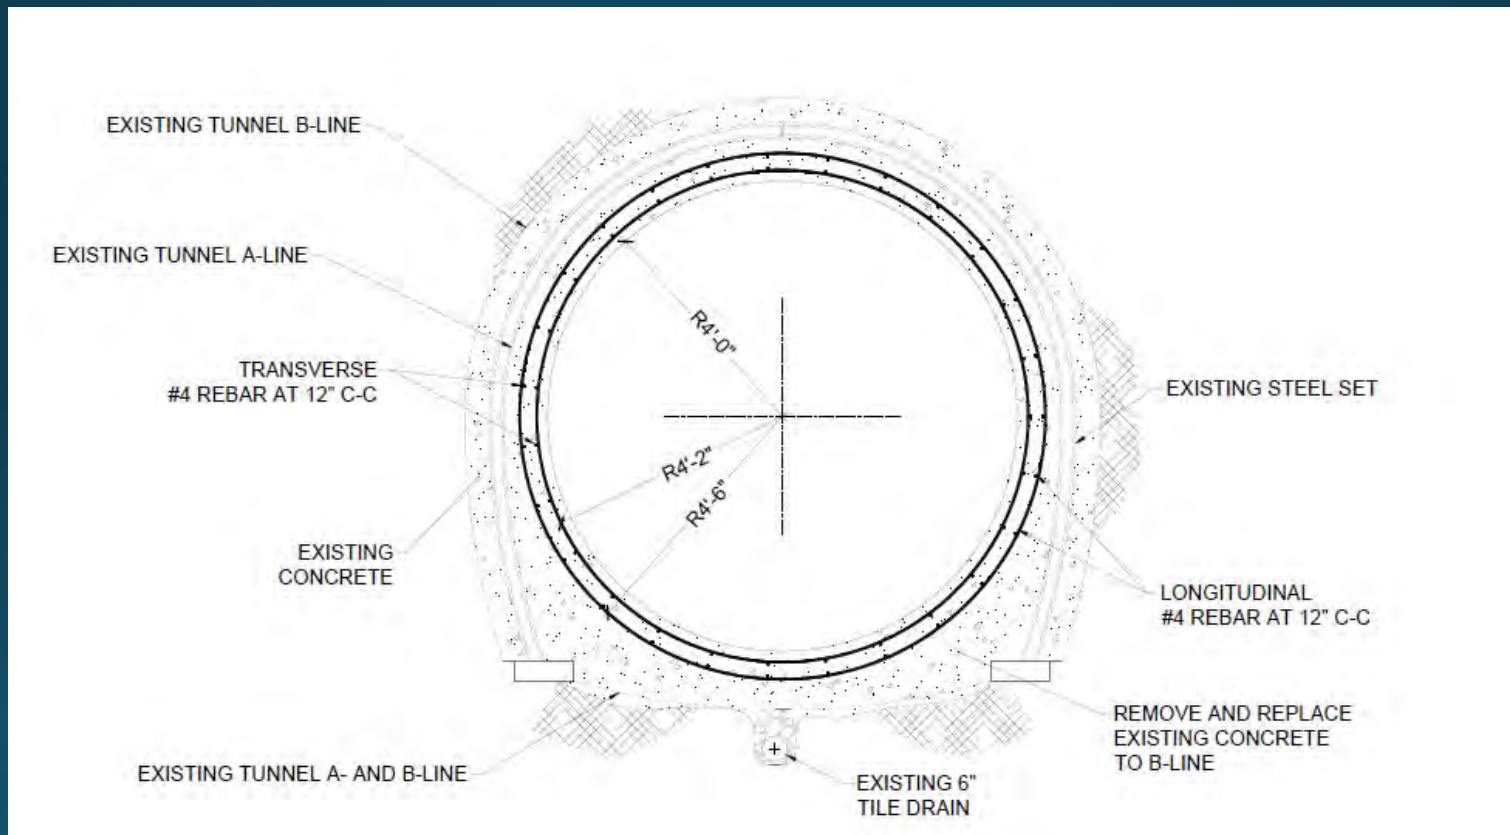 EXISTING TUNNEL B-LINE
EXISTING TUNNEL A-LINE
TRANSVERSE
#4 REBAR AT 12" C-C
EXISTING
CONCRETE
EXISTING TUNNEL A- AND B-LINE
R4'-0"
R4'-2"
R4'-6"
EXISTING STEEL SET
LONGITUDINAL
#4 REBAR AT 12" C-C
REMOVE AND REPLACE
EXISTING CONCRETE
TO B-LINE
EXISTING 6"
TILE DRAIN